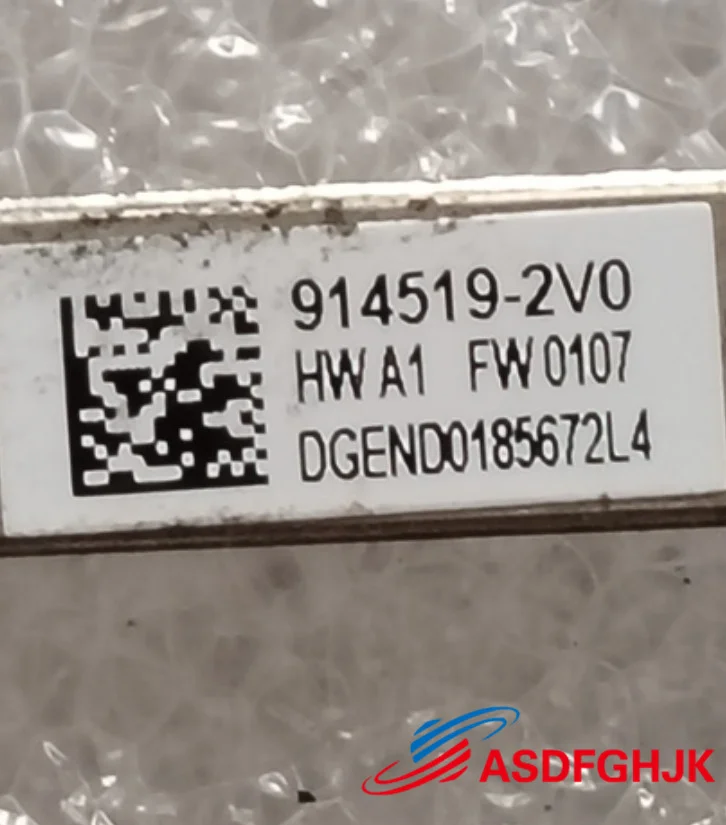 914519-2V0
HW A1 FW 0107
DGEND0185672L4
ASDFGHJK